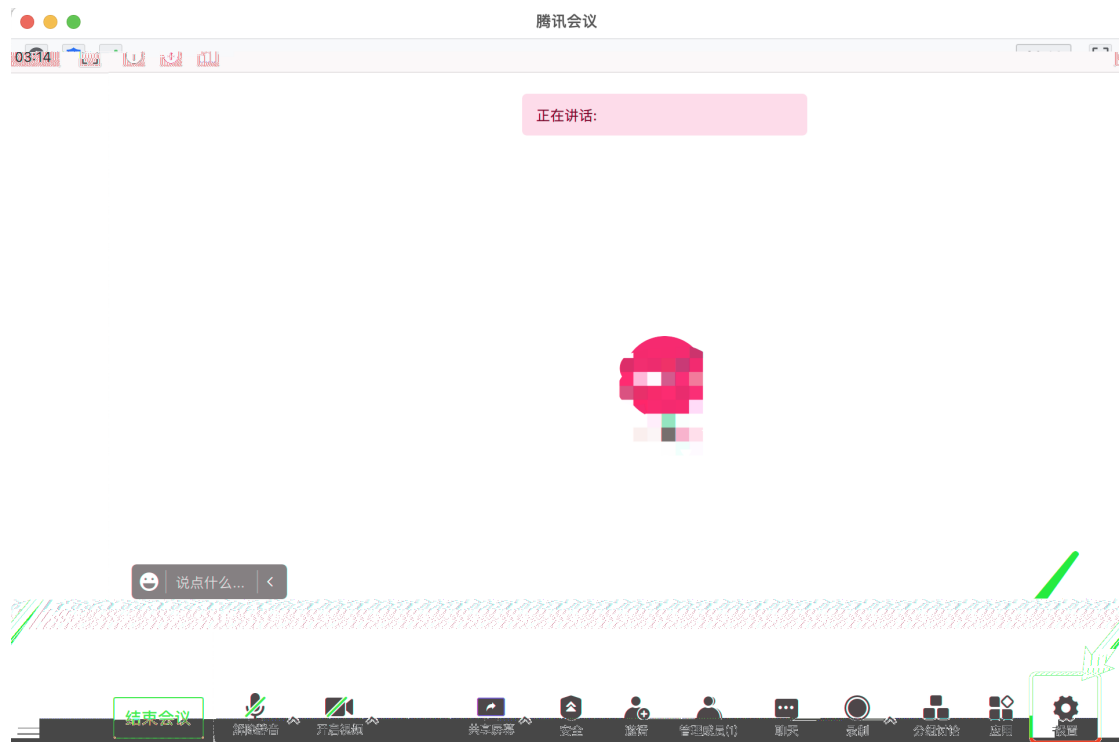 腾讯会议
03:14
正在讲话:
说点什么...
结束会议
解除静音
开启视频
共享屏幕
安全
邀请
管理成员(1)
聊天
录制
分组讨论
应用
设置